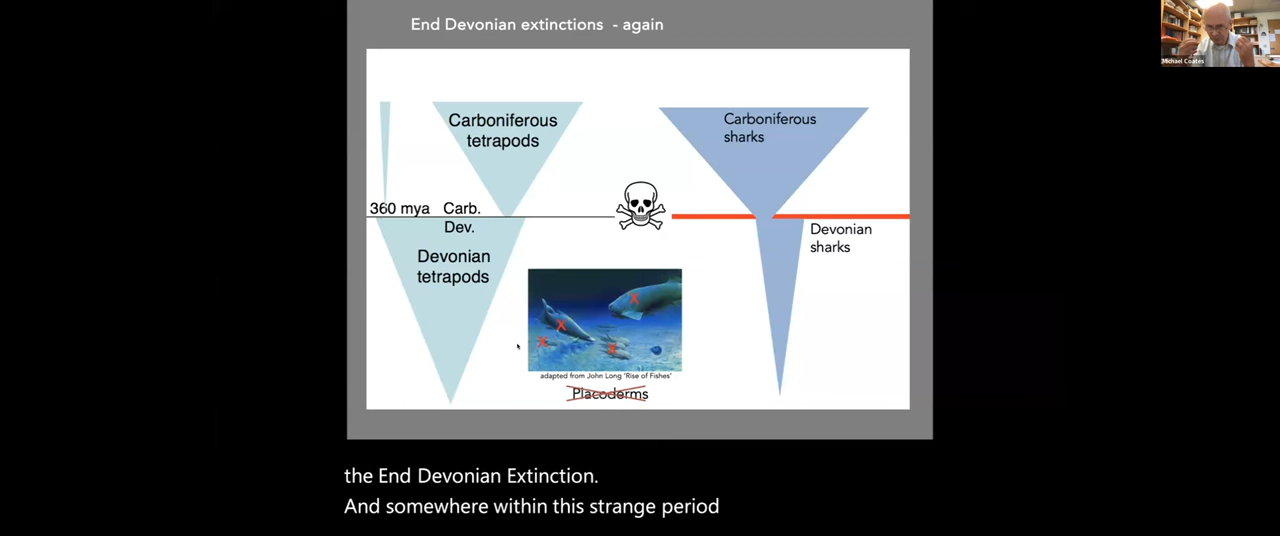 End Devonian extinctions - again
Michael Coates
Carboniferous
tetrapods
Carboniferous
sharks
360 mya
Carb.
Dev.
Devonian
tetrapods
Devonian
sharks
X
X
X
X
adapted from John Long 'Rise of Fishes'
Placoderms
the End Devonian Extinction.
And somewhere within this strange period